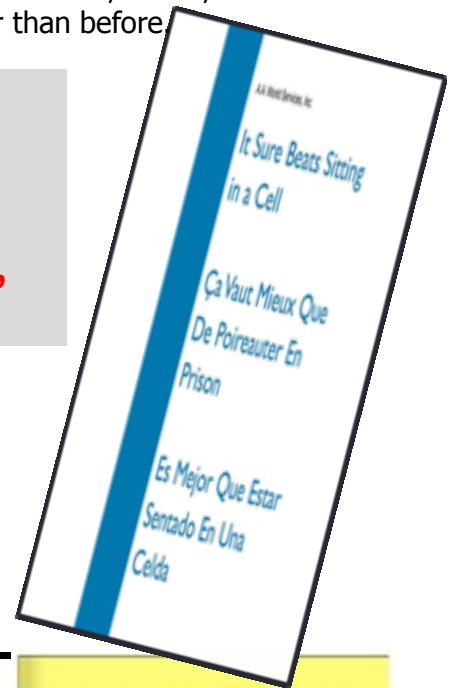 r than before
A.A. World Services, Inc.
It Sure Beats Sitting
in a Cell
Ça Vaut Mieux Que
De Poireauter En
Prison
Es Mejor Que Estar
Sentado En Una
Celda